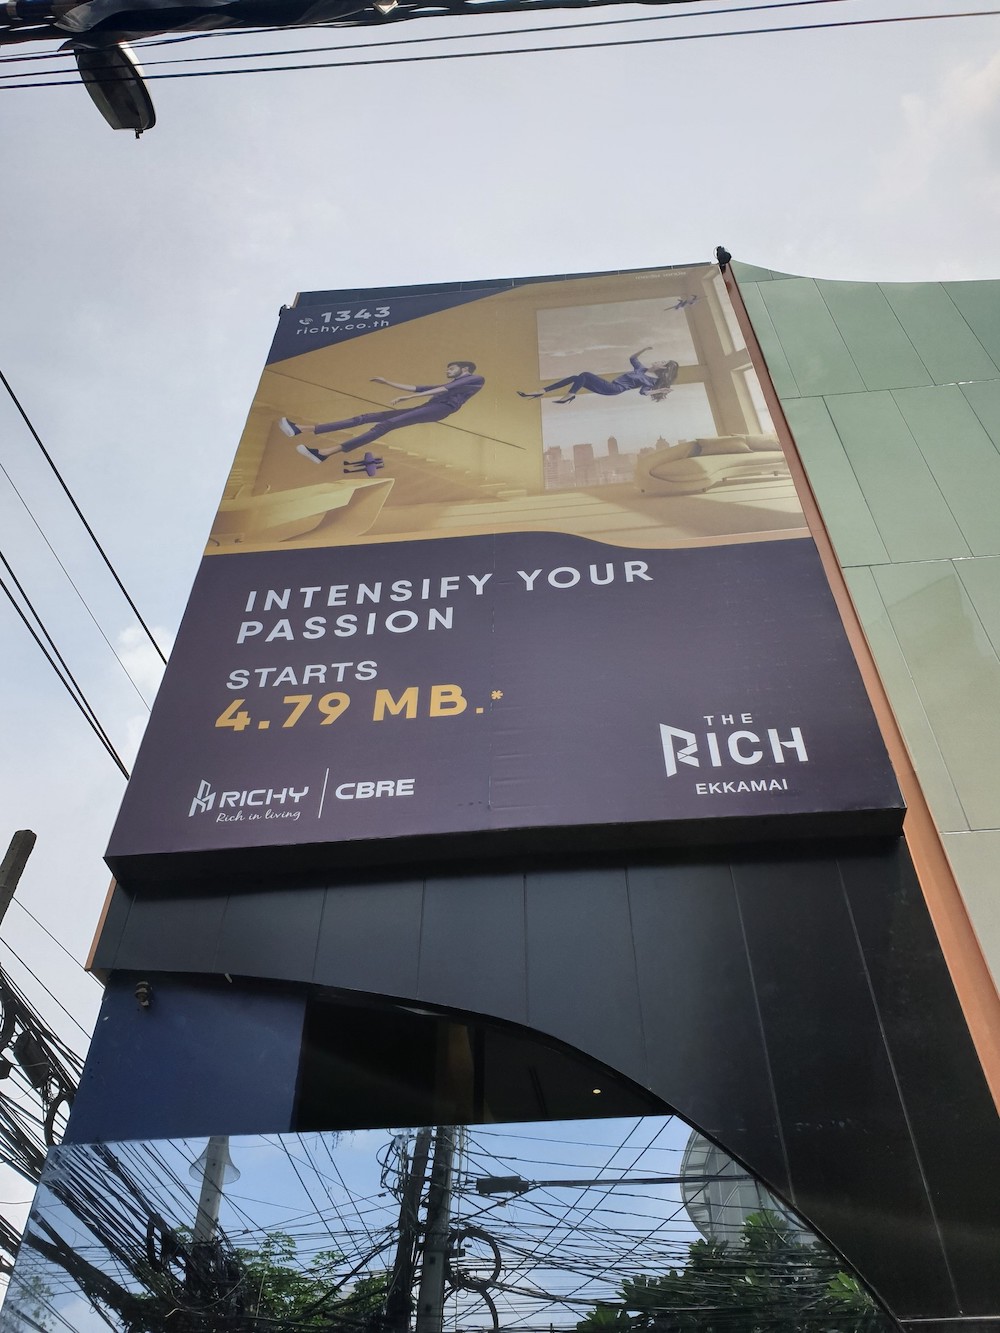 1343
richy.co.th
INTENSIFY YOUR
PASSION
STARTS
4.79 MB.*
RICHY
Rich in living
CBRE
THE
RICH
EKKAMAI